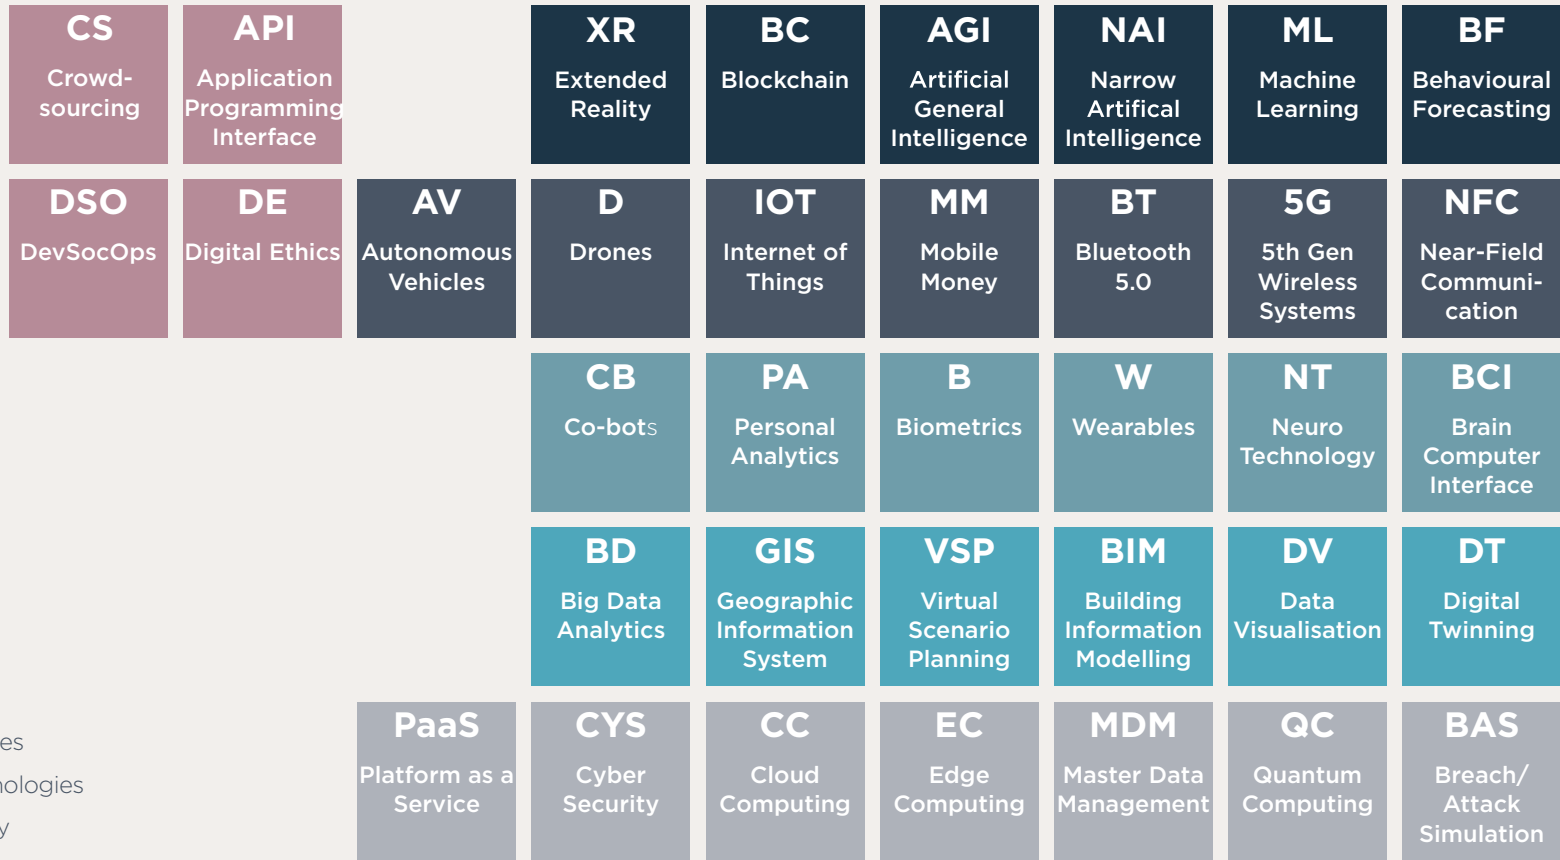 CS
Crowd-
sourcing
API
Application
Programming
Interface
XR
Extended
Reality
BC
Blockchain
AGI
Artificial
General
Intelligence
NAI
Narrow
Artifical
Intelligence
ML
Machine
Learning
BF
Behavioural
Forecasting
DSO
DevSocOps
DE
Digital Ethics
AV
Autonomous
Vehicles
D
Drones
IOT
Internet of
Things
MM
Mobile
Money
BT
Bluetooth
5.0
5G
5th Gen
Wireless
Systems
NFC
Near-Field
Communi-
cation
CB
Co-bots
PA
Personal
Analytics
B
Biometrics
W
Wearables
NT
Neuro
Technology
BCI
Brain
Computer
Interface
BD
Big Data
Analytics
GIS
Geographic
Information
System
VSP
Virtual
Scenario
Planning
BIM
Building
Information
Modelling
DV
Data
Visualisation
DT
Digital
Twinning
PaaS
Platform as a
Service
CYS
Cyber
Security
CC
Cloud
Computing
EC
Edge
Computing
MDM
Master Data
Management
QC
Quantum
Computing
BAS
Breach/
Attack
Simulation
es
nologies
y